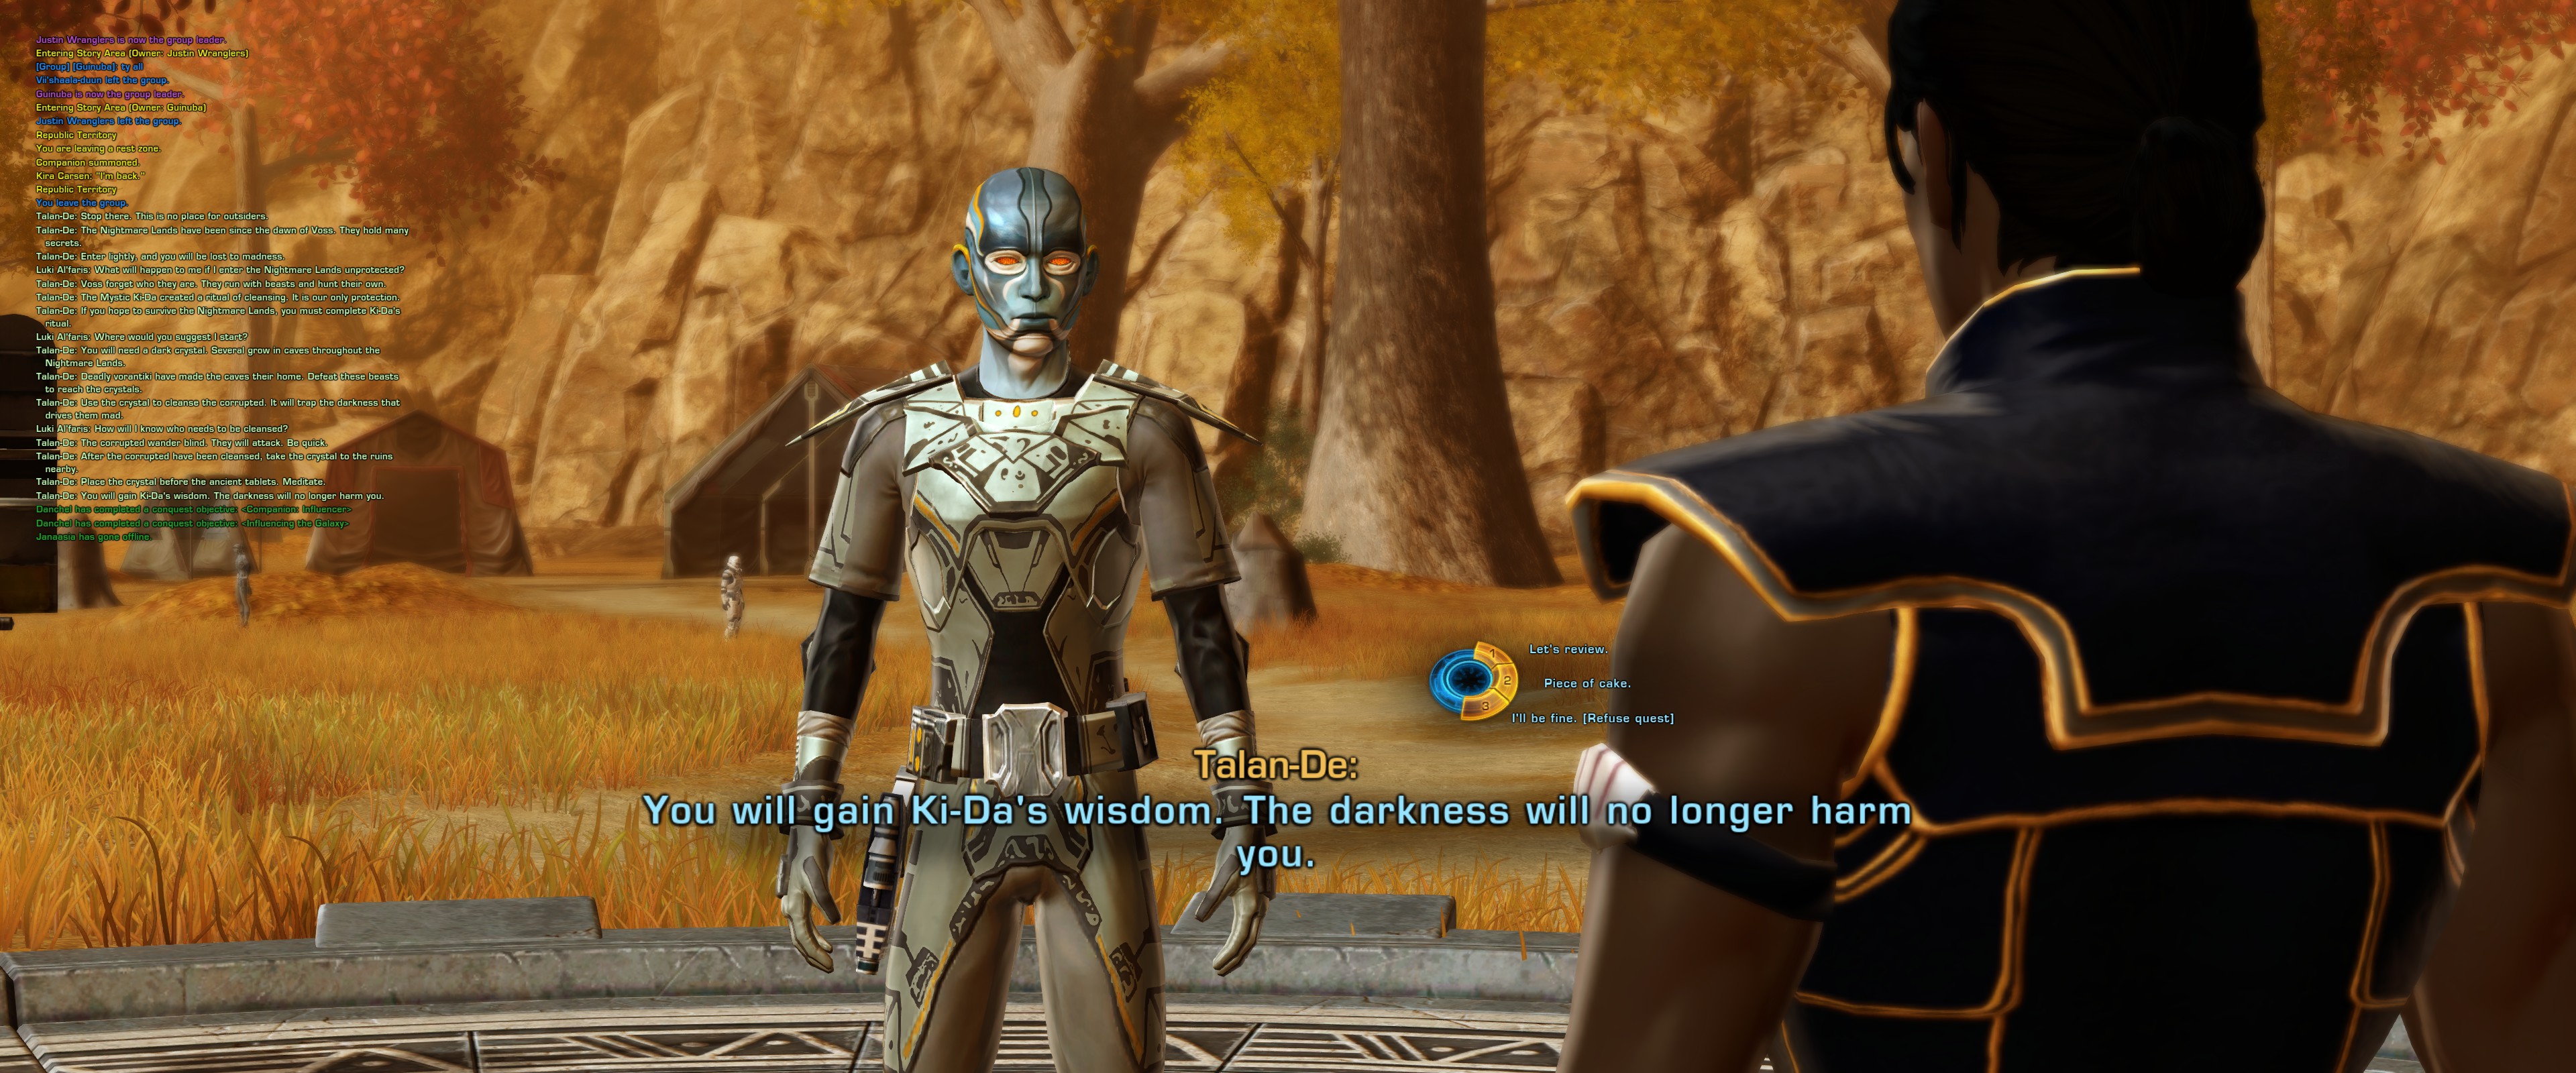 Justin Wranglers is now the group leader.
Entering Story Area (Owner: Justin Wranglers)
[Group] [Guinuba]: ty all
Vii'shaala-duun left the group.
Guinuba is now the group leader.
Entering Story Area (Owner: Guinuba)
Justin Wranglers left the group.
Republic Territory
You are leaving a rest zone.
Companion summoned.
Kira Carsen: "I'm back."
Republic Territory
You leave the group.
Talan-De: Stop there. This is no place for outsiders.
Talan-De: The Nightmare Lands have been since the dawn of Voss. They hold many
secrets.
Talan-De: Enter lightly, and you will be lost to madness.
Luki Al'faris: What will happen to me if I enter the Nightmare Lands unprotected?
Talan-De: Voss forget who they are. They run with beasts and hunt their own.
Talan-De: The Mystic Ki-Da created a ritual of cleansing. It is our only protection.
Talan-De: If you hope to survive the Nightmare Lands, you must complete Ki-Da's
ritual.
Luki Al'faris: Where would you suggest I start?
Talan-De: You will need a dark crystal. Several grow in caves throughout the
Nightmare Lands.
Talan-De: Deadly vorantiki have made the caves their home. Defeat these beasts
to reach the crystals.
Talan-De: Use the crystal to cleanse the corrupted. It will trap the darkness that
drives them mad.
Luki Al'faris: How will I know who needs to be cleansed?
Talan-De: The corrupted wander blind. They will attack. Be quick.
Talan-De: After the corrupted have been cleansed, take the crystal to the ruins
nearby.
Talan-De: Place the crystal before the ancient tablets. Meditate.
Talan-De: You will gain Ki-Da's wisdom. The darkness will no longer harm you.
Danchel has completed a conquest objective: <Companion: Influencer>
Danchel has completed a conquest objective: <Influencing the Galaxy>
Janaasia has gone offline.
1 Let's review.
2 Piece of cake.
3 I'll be fine. [Refuse quest]
Talan-De:
You will gain Ki-Da's wisdom. The darkness will no longer harm
you.